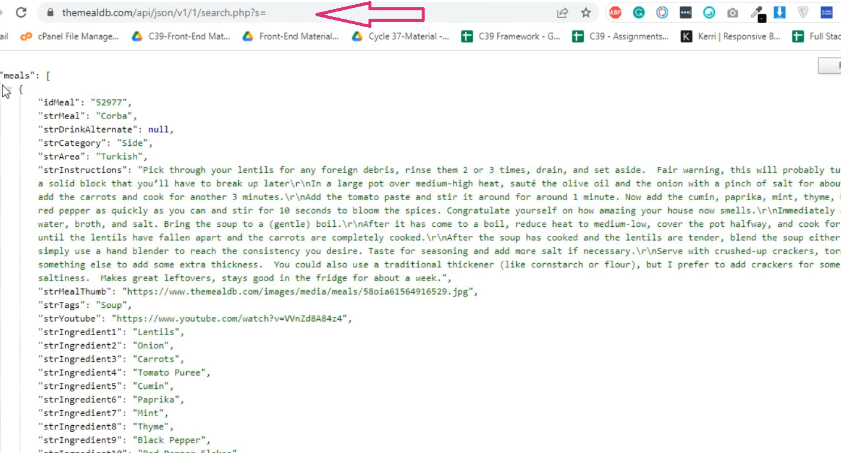 themealdb.com/api/json/v1/1/search.php?s=
ail cPanel File Manage... C39-Front-End Mat... Front-End Material... Cycle 37-Material -... C39 Framework - G... C39 - Assignments... Kerri | Responsive B... Full Stac
"meals": [
{
"idMeal": "52977",
"strMeal": "Corba",
"strDrinkAlternate": null,
"strCategory": "Side",
"strArea": "Turkish",
"strInstructions": "Pick through your lentils for any foreign debris, rinse them 2 or 3 times, drain, and set aside.  Fair warning, this will probably tu
a solid block that you'll have to break up later\r\nIn a large pot over medium-high heat, sauté the olive oil and the onion with a pinch of salt for abou
add the carrots and cook for another 3 minutes.\r\nAdd the tomato paste and stir it around for around 1 minute. Now add the cumin, paprika, mint, thyme,
red pepper as quickly as you can and stir for 10 seconds to bloom the spices. Congratulate yourself on how amazing your house now smells.\r\nImmediately
water, broth, and salt. Bring the soup to a (gentle) boil.\r\nAfter it has come to a boil, reduce heat to medium-low, cover the pot halfway, and cook for
until the lentils have fallen apart and the carrots are completely cooked.\r\nAfter the soup has cooked and the lentils are tender, blend the soup either
simply use a hand blender to reach the consistency you desire. Taste for seasoning and add more salt if necessary.\r\nServe with crushed-up crackers, tor
something else to add some extra thickness.  You could also use a traditional thickener (like cornstarch or flour), but I prefer to add crackers for some
saltiness.  Makes great leftovers, stays good in the fridge for about a week.",
"strMealThumb": "https://www.themealdb.com/images/media/meals/58oia61564916529.jpg",
"strTags": "Soup",
"strYoutube": "https://www.youtube.com/watch?v=VVnZd8A84z4",
"strIngredient1": "Lentils",
"strIngredient2": "Onion",
"strIngredient3": "Carrots",
"strIngredient4": "Tomato Puree",
"strIngredient5": "Cumin",
"strIngredient6": "Paprika",
"strIngredient7": "Mint",
"strIngredient8": "Thyme",
"strIngredient9": "Black Pepper",
"strIngredient10": "Red Pepper Flakes",